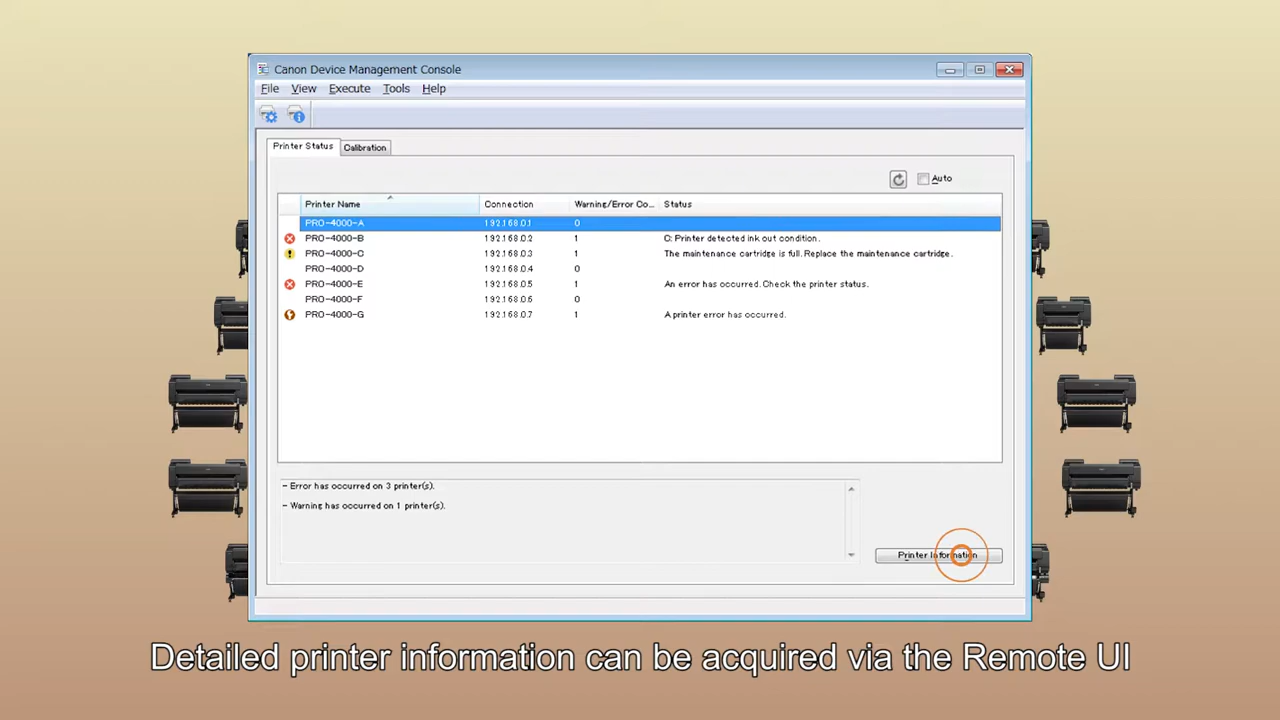 Canon Device Management Console
File View Execute Tools Help
Printer Status Calibration
Auto
Printer Name Connection Warning/Error Co... Status
PRO-4000-A 192.168.0.1 0
PRO-4000-B 192.168.0.2 1 C: Printer detected ink out condition.
PRO-4000-C 192.168.0.3 1 The maintenance cartridge is full. Replace the maintenance cartridge.
PRO-4000-D 192.168.0.4 0
PRO-4000-E 192.168.0.5 1 An error has occurred. Check the printer status.
PRO-4000-F 192.168.0.6 0
PRO-4000-G 192.168.0.7 1 A printer error has occurred.
- Error has occurred on 3 printer(s).
- Warning has occurred on 1 printer(s).
Printer Information
Detailed printer information can be acquired via the Remote UI